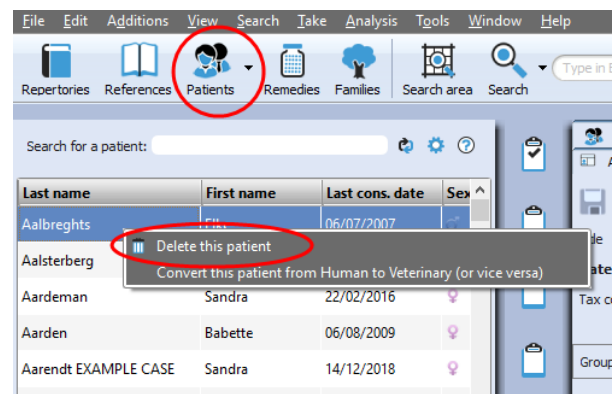 File Edit Additions View Search Take Analysis Tools Window Help
Repertories References Patients Remedies Families Search area Search Type in
Search for a patient:
Last name First name Last cons. date Sex
Aalbreghts 06/07/2007
Delete this patient
Aalsterberg
Convert this patient from Human to Veterinary (or vice versa)
Aardeman Sandra 22/02/2016
Tax
Aarden Babette 06/08/2009
Aarendt EXAMPLE CASE Sandra 14/12/2018
Group